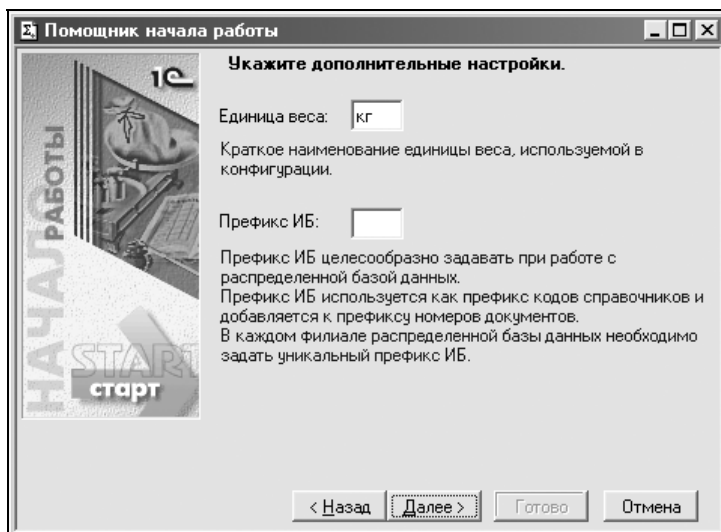 Помощник начала работы
1С
НАЧАЛО
РАБОТЫ
START
старт
Укажите дополнительные настройки.
Единица веса: кг
Краткое наименование единицы веса, используемой в
конфигурации.
Префикс ИБ:
Префикс ИБ целесообразно задавать при работе с
распределенной базой данных.
Префикс ИБ используется как префикс кодов справочников и
добавляется к префиксу номеров документов.
В каждом филиале распределенной базы данных необходимо
задать уникальный префикс ИБ.
< Назад Далее > Готово Отмена